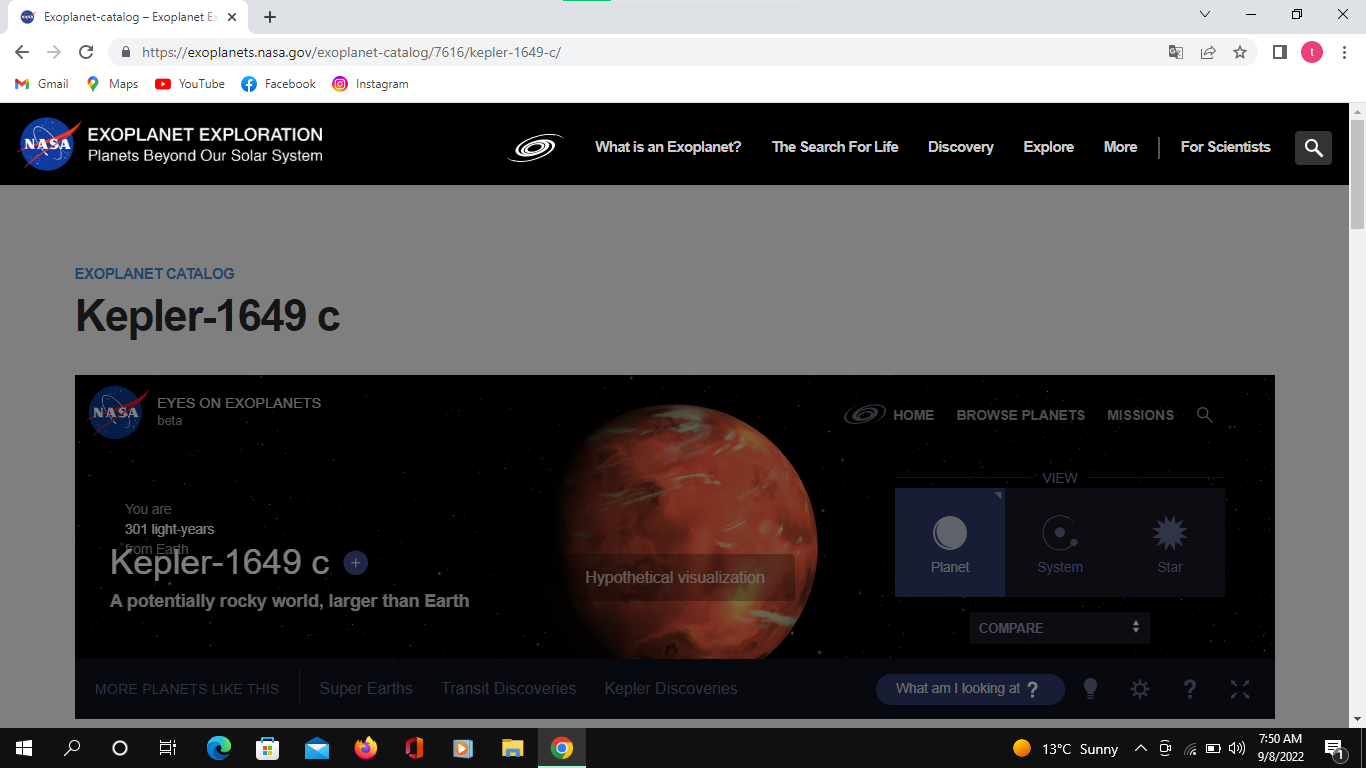 Exoplanet-catalog – Exoplanet Ex
https://exoplanets.nasa.gov/exoplanet-catalog/7616/kepler-1649-c/
t
Gmail
Maps
YouTube
Facebook
Instagram
NASA
EXOPLANET EXPLORATION
Planets Beyond Our Solar System
What is an Exoplanet?
The Search For Life
Discovery
Explore
More
For Scientists
EXOPLANET CATALOG
Kepler-1649 c
NASA
EYES ON EXOPLANETS
beta
HOME
BROWSE PLANETS
MISSIONS
VIEW
You are
301 light-years
from Earth
Kepler-1649 c +
A potentially rocky world, larger than Earth
Hypothetical visualization
Planet
System
Star
COMPARE
MORE PLANETS LIKE THIS
Super Earths
Transit Discoveries
Kepler Discoveries
What am I looking at ?
?
13°C Sunny
7:50 AM
9/8/2022
1